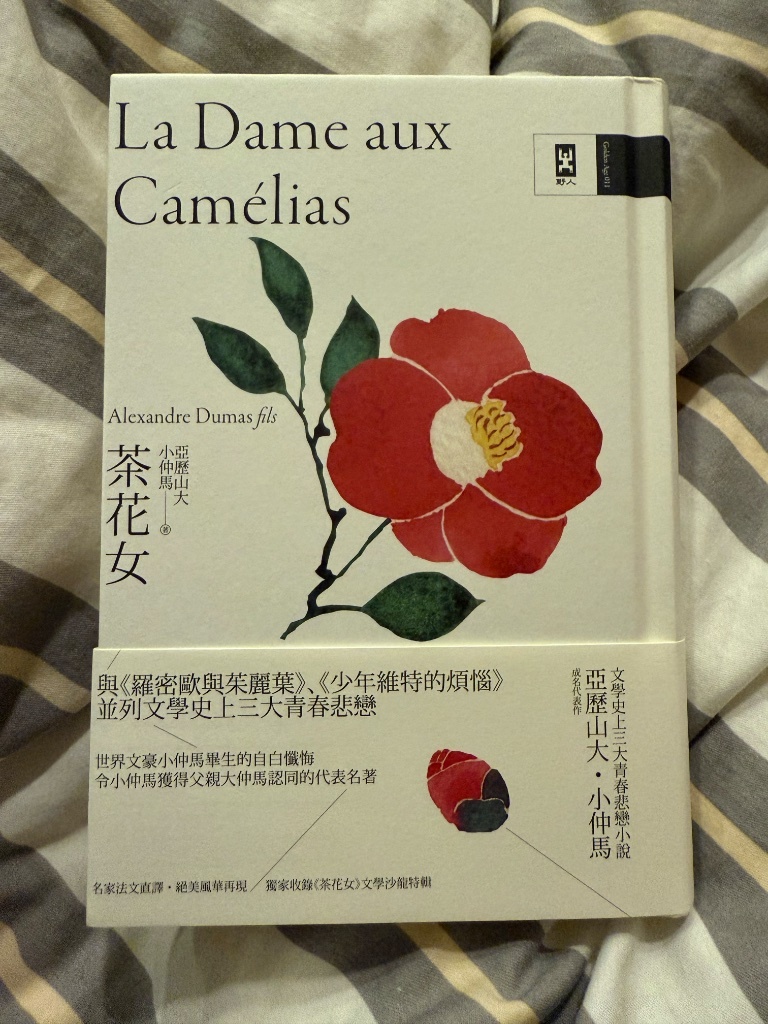 La Dame aux
Camélias
野人
Golden Age 011
Alexandre Dumas fils
茶花女
亞歷山大
小仲馬
著
與《羅密歐與茱麗葉》、《少年維特的煩惱》
並列文學史上三大青春悲戀
世界文豪小仲馬畢生的自白懺悔
令小仲馬獲得父親大仲馬認同的代表名著
文學史上三大青春悲戀小說
亞歷山大・小仲馬
成名代表作
名家法文直譯・絕美風華再現
獨家收錄《茶花女》文學沙龍特輯